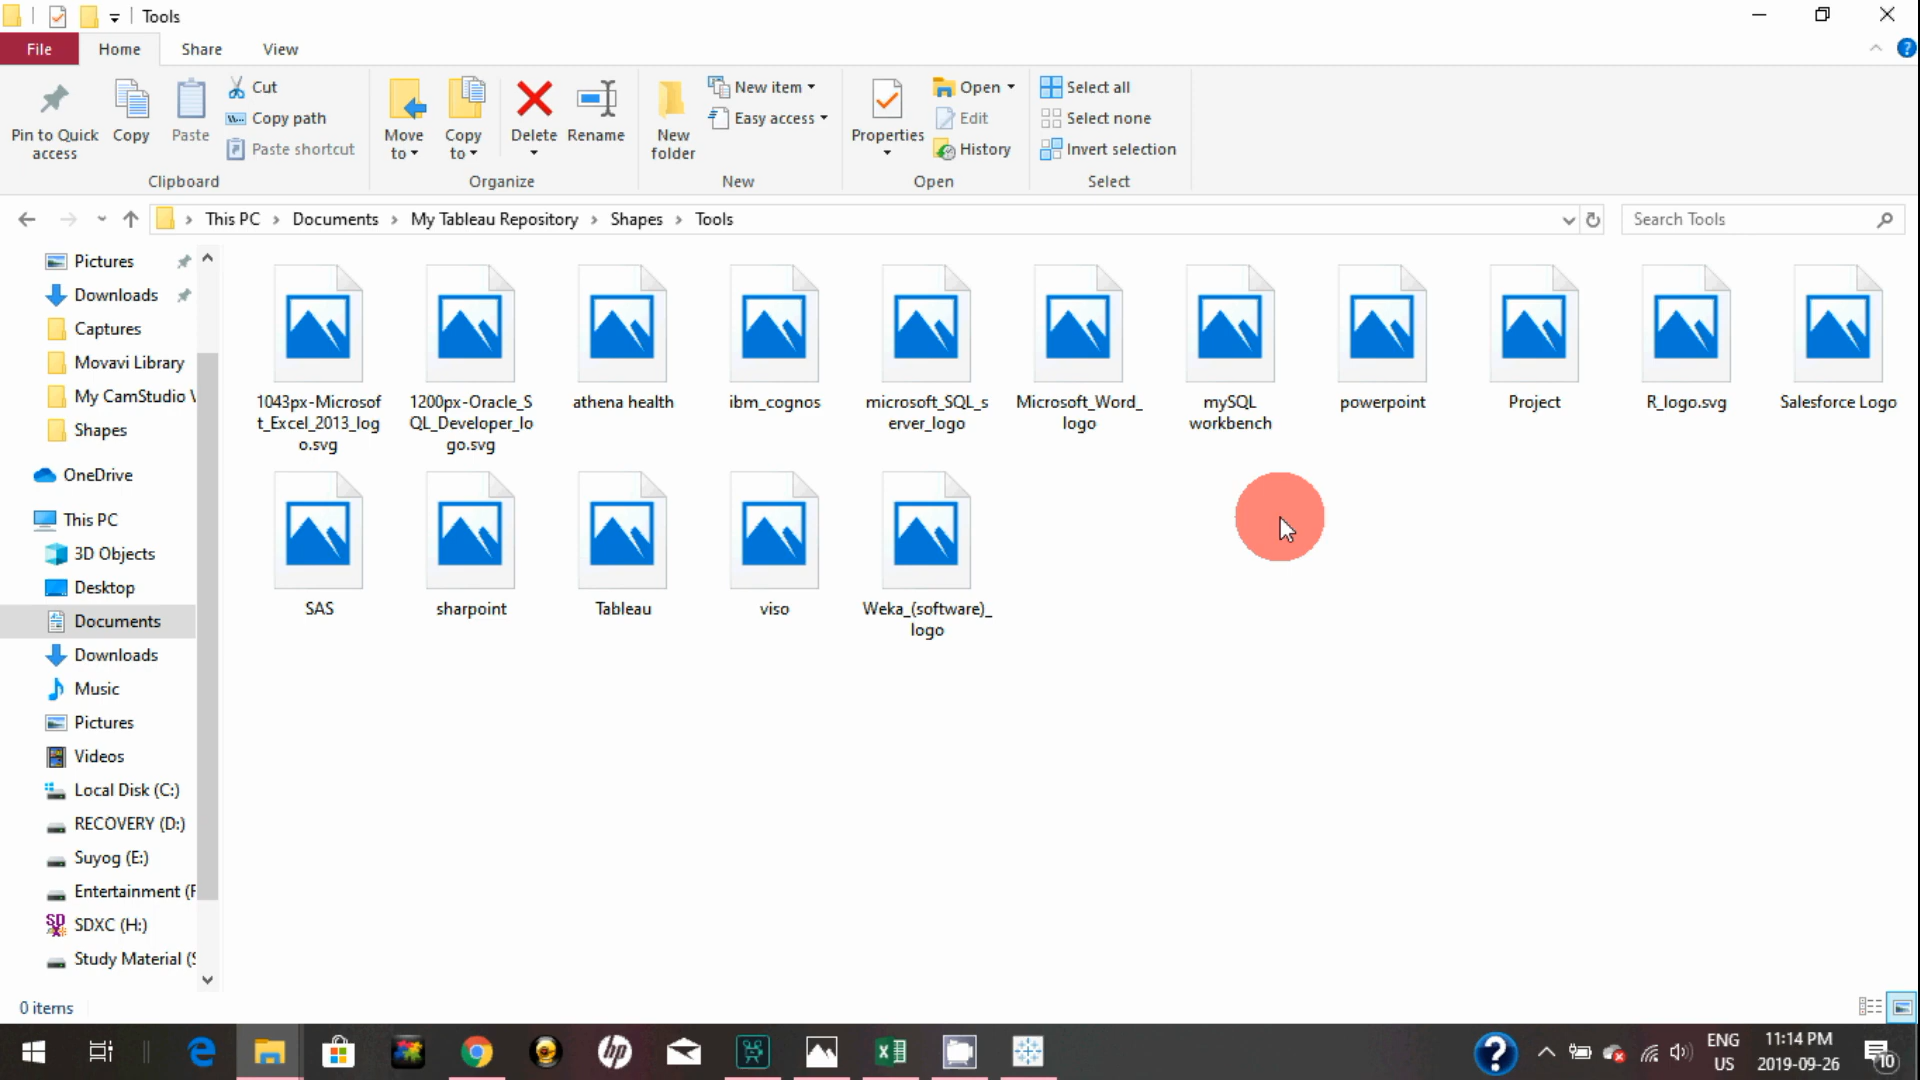 Tools
File Home Share View
Pin to Quick access
Copy
Paste
Cut
Copy path
Paste shortcut
Clipboard
Move to
Copy to
Delete
Rename
Organize
New folder
New item
Easy access
New
Properties
Open
Edit
History
Open
Select all
Select none
Invert selection
Select
This PC > Documents > My Tableau Repository > Shapes > Tools
Search Tools
Pictures
Downloads
Captures
Movavi Library
My CamStudio V
Shapes
OneDrive
This PC
3D Objects
Desktop
Documents
Downloads
Music
Pictures
Videos
Local Disk (C:)
RECOVERY (D:)
Suyog (E:)
Entertainment (F
SDXC (H:)
Study Material (S
1043px-Microsof
t_Excel_2013_log
o.svg
1200px-Oracle_S
QL_Developer_lo
go.svg
athena health
ibm_cognos
microsoft_SQL_s
erver_logo
Microsoft_Word_
logo
mySQL
workbench
powerpoint
Project
R_logo.svg
Salesforce Logo
SAS
sharpoint
Tableau
viso
Weka_(software)_
logo
0 items
ENG
US
11:14 PM
2019-09-26
10